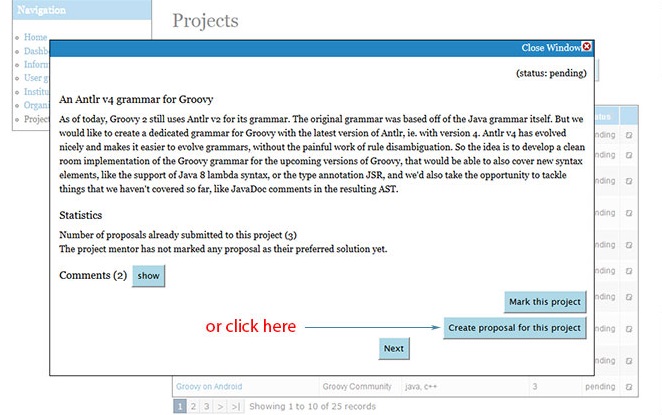 Navigation
Projects
Home
Dashb
Inform
User g
Institu
Organi
Project
Close Window
(status: pending)
An Antlr v4 grammar for Groovy
As of today, Groovy 2 still uses Antlr v2 for its grammar. The original grammar was based off of the Java grammar itself. But we
would like to create a dedicated grammar for Groovy with the latest version of Antlr, ie. with version 4. Antlr v4 has evolved
nicely and makes it easier to evolve grammars, without the painful work of rule disambiguation. So the idea is to develop a clean
room implementation of the Groovy grammar for the upcoming versions of Groovy, that would be able to also cover new syntax
elements, like the support of Java 8 lambda syntax, or the type annotation JSR, and we'd also take the opportunity to tackle
things that we haven't covered so far, like JavaDoc comments in the resulting AST.
Statistics
Number of proposals already submitted to this project (3)
The project mentor has not marked any proposal as their preferred solution yet.
Comments (2) show
Mark this project
or click here
Create proposal for this project
Next
atus
ending
ending
ending
ending
ending
ending
ending
ending
ending
Groovy on Android Groovy Community java, c++ 3 pending
1 2 3 > >| Showing 1 to 10 of 25 records